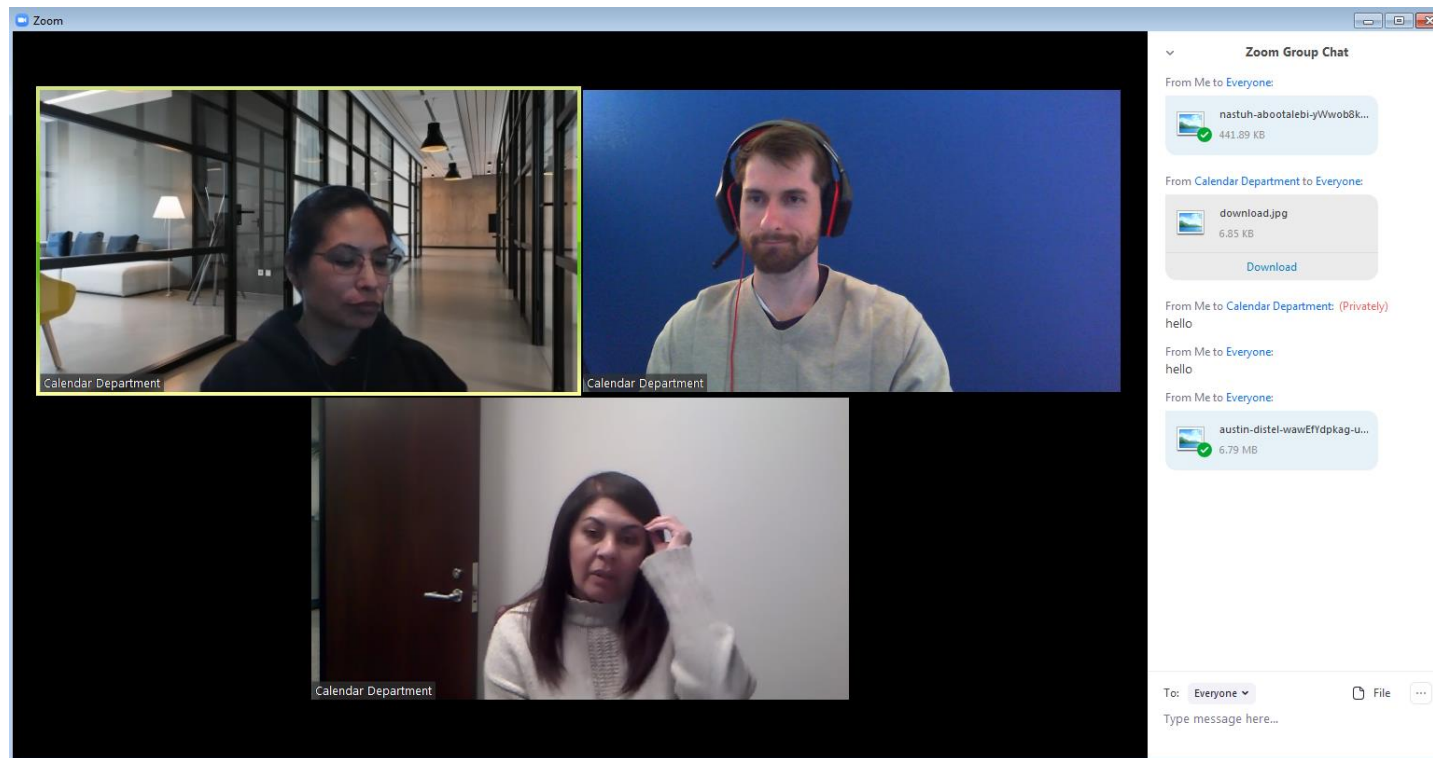 Zoom
Calendar Department
Calendar Department
Calendar Department
Zoom Group Chat
From Me to Everyone:
nastuh-abootalebi-yWwob8k...
441.89 KB
From Calendar Department to Everyone:
download.jpg
6.85 KB
Download
From Me to Calendar Department: (Privately)
hello
From Me to Everyone:
hello
From Me to Everyone:
austin-distel-wawEfYdpkag-u...
6.79 MB
To: Everyone File
Type message here...